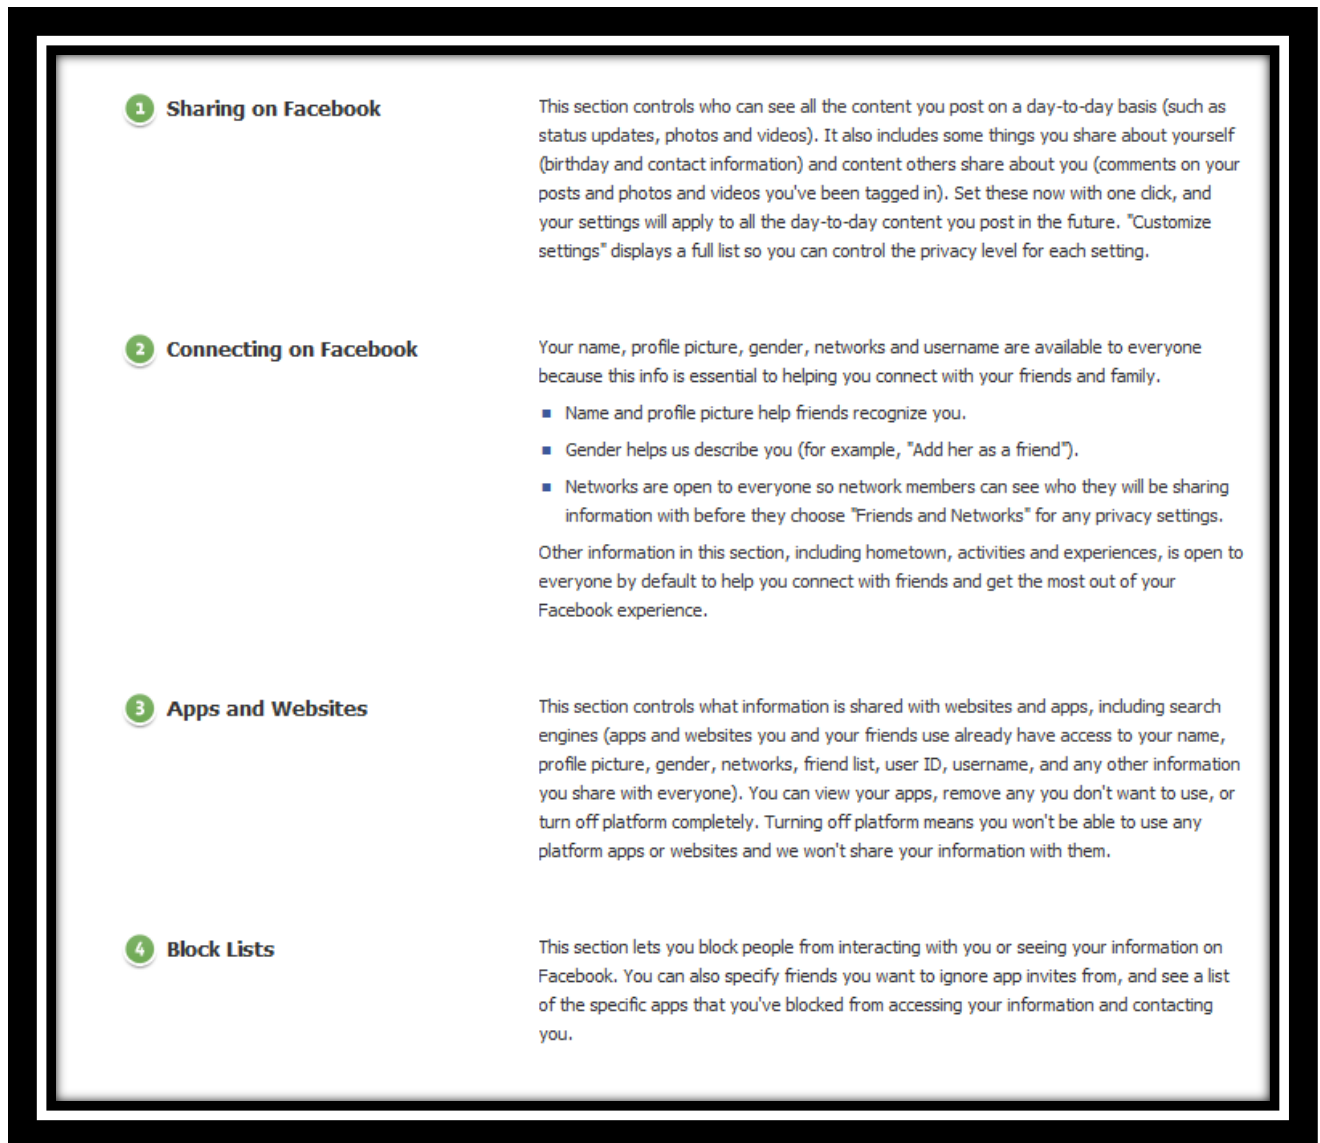 1 Sharing on Facebook
This section controls who can see all the content you post on a day-to-day basis (such as
status updates, photos and videos). It also includes some things you share about yourself
(birthday and contact information) and content others share about you (comments on your
posts and photos and videos you've been tagged in). Set these now with one click, and
your settings will apply to all the day-to-day content you post in the future. "Customize
settings" displays a full list so you can control the privacy level for each setting.
2 Connecting on Facebook
Your name, profile picture, gender, networks and username are available to everyone
because this info is essential to helping you connect with your friends and family.
Name and profile picture help friends recognize you.
Gender helps us describe you (for example, "Add her as a friend").
Networks are open to everyone so network members can see who they will be sharing
information with before they choose "Friends and Networks" for any privacy settings.
Other information in this section, including hometown, activities and experiences, is open to
everyone by default to help you connect with friends and get the most out of your
Facebook experience.
3 Apps and Websites
This section controls what information is shared with websites and apps, including search
engines (apps and websites you and your friends use already have access to your name,
profile picture, gender, networks, friend list, user ID, username, and any other information
you share with everyone). You can view your apps, remove any you don't want to use, or
turn off platform completely. Turning off platform means you won't be able to use any
platform apps or websites and we won't share your information with them.
4 Block Lists
This section lets you block people from interacting with you or seeing your information on
Facebook. You can also specify friends you want to ignore app invites from, and see a list
of the specific apps that you've blocked from accessing your information and contacting
you.